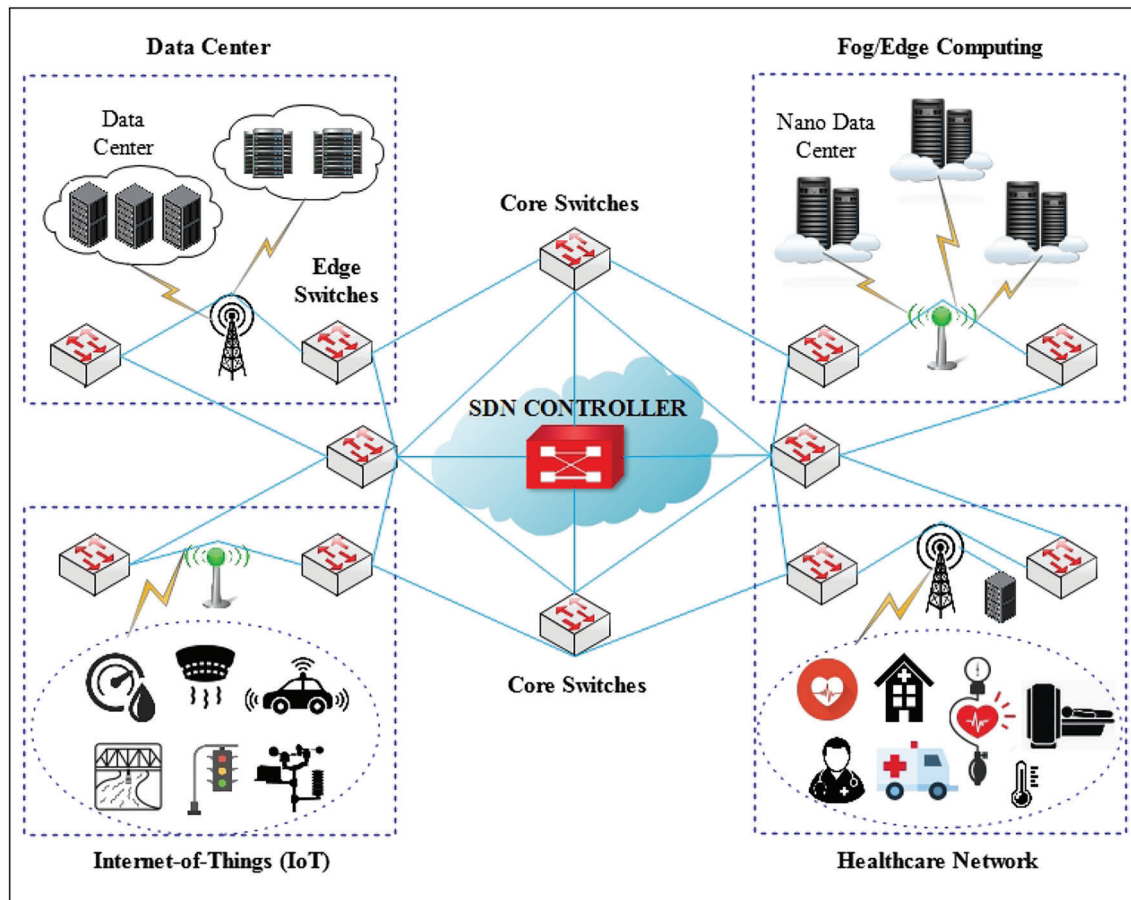 Data Center
Fog/Edge Computing
Data
Center
Nano Data
Center
Core Switches
Edge
Switches
SDN CONTROLLER
Core Switches
Internet-of-Things (IoT)
Healthcare Network